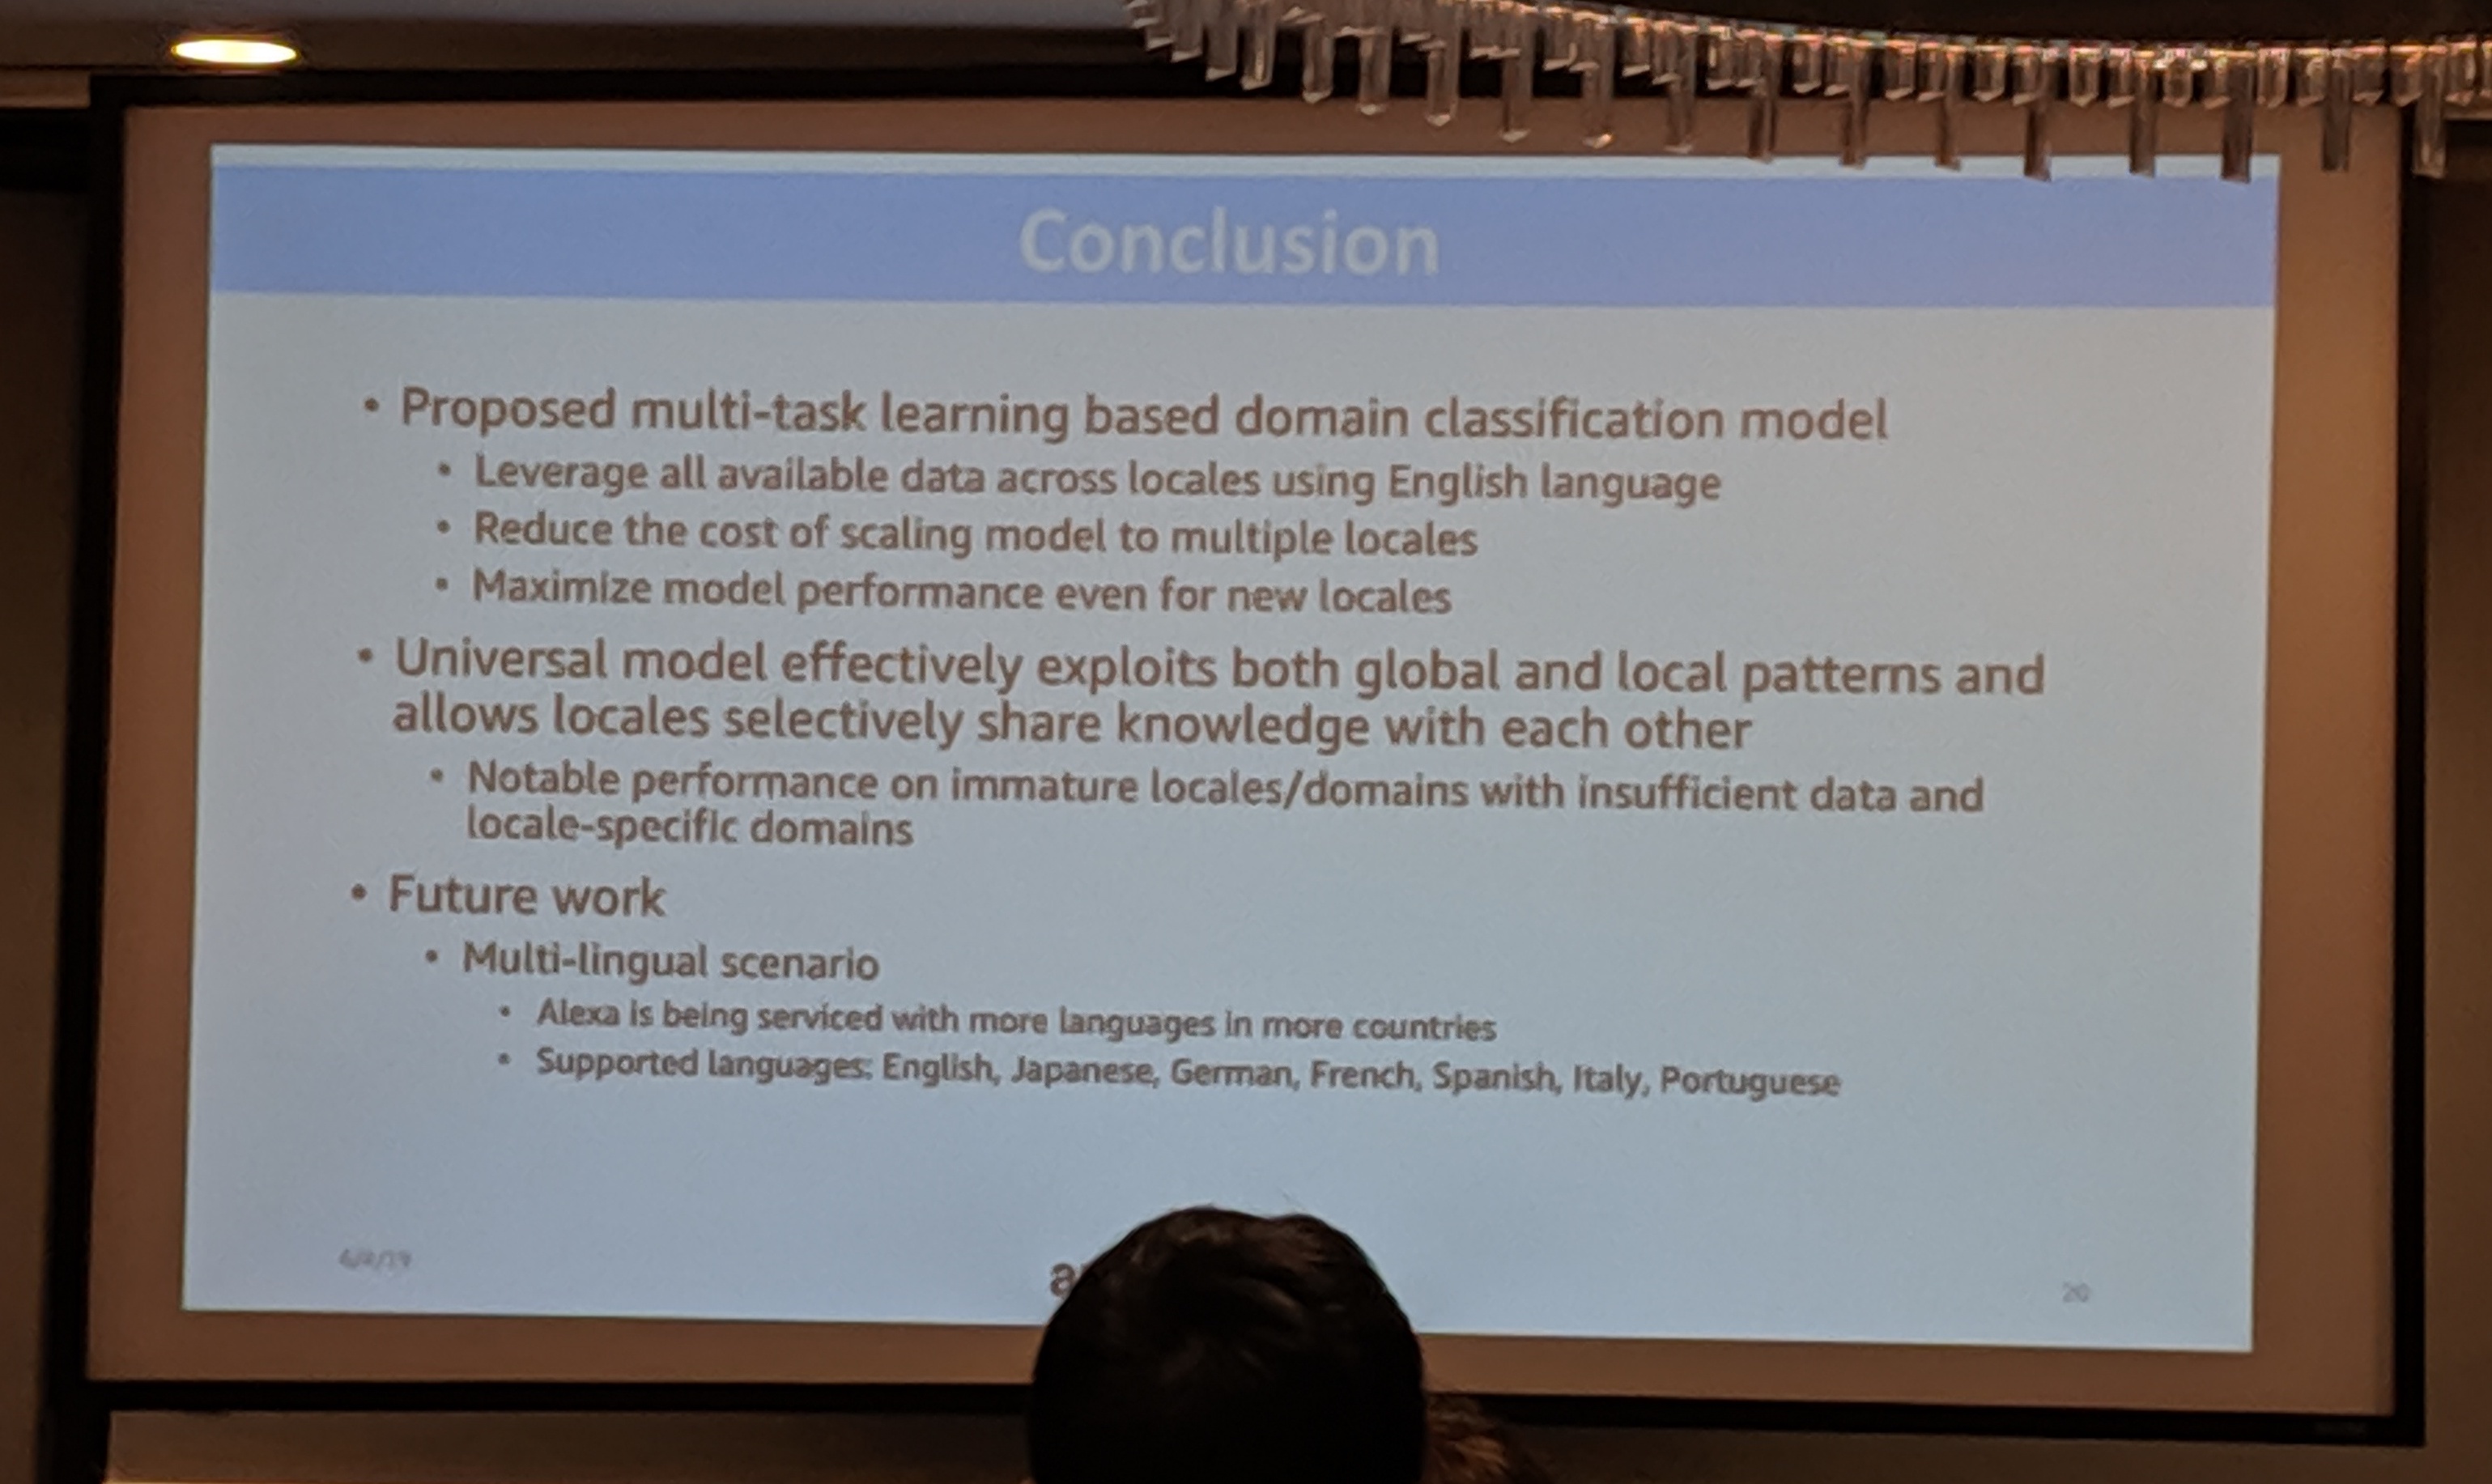 Conclusion
• Proposed multi-task learning based domain classification model
• Leverage all available data across locales using English language
• Reduce the cost of scaling model to multiple locales
• Maximize model performance even for new locales
• Universal model effectively exploits both global and local patterns and
allows locales selectively share knowledge with each other
• Notable performance on immature locales/domains with insufficient data and
locale-specific domains
• Future work
• Multi-lingual scenario
• Alexa is being serviced with more languages in more countries
• Supported languages: English, Japanese, German, French, Spanish, Italy, Portuguese
20